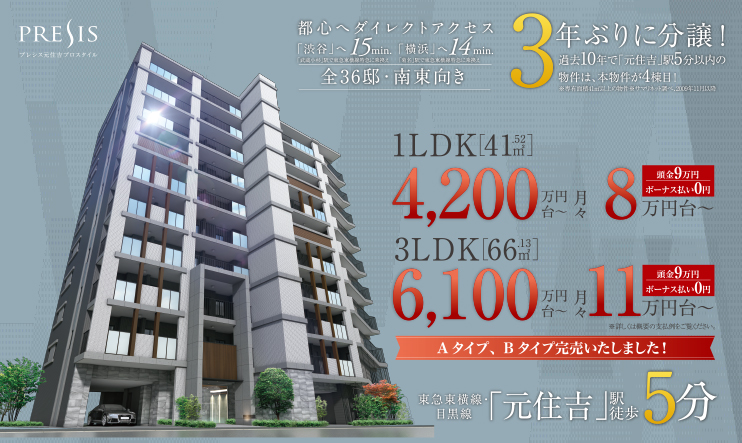 PRESIS
プレシス元住吉プロスタイル
都心へダイレクトアクセス
「渋谷」へ15min.「横浜」へ14min.
全36邸・南東向き
3年ぶりに分譲!
過去10年で「元住吉」駅5分以内の
物件は、本物件が4棟目!
1LDK[41.52㎡]
4,200万円台〜 月々8万円台〜
頭金9万円
ボーナス払い0円
3LDK[66.13㎡]
6,100万円台〜 月々11万円台〜
頭金9万円
ボーナス払い0円
※詳しくは概要の支払例をご覧ください。
Aタイプ、Bタイプ完売いたしました!
東急東横線・目黒線「元住吉」駅徒歩5分